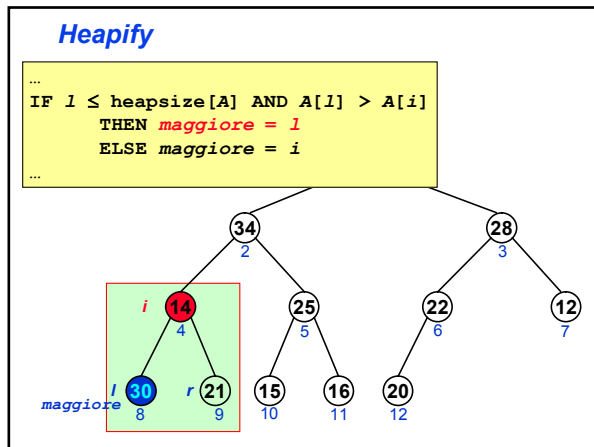 Heapify
…
IF l ≤ heapsize[A] AND A[l] > A[i]
THEN maggiore = l
ELSE maggiore = i
…
34 28
2 3
i 14 25 22 12
4 5 6 7
l 30 r 21 15 16 20
maggiore 8 9 10 11 12